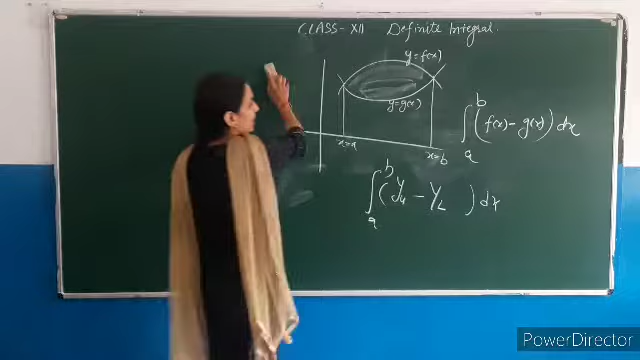 CLASS-XII Definite Integral.
y=f(x)
y=g(x)
x=a
x=b
∫ₐᵇ (f(x)-g(x)) dx
∫ₐᵇ (y_u - y_L) dx
PowerDirector